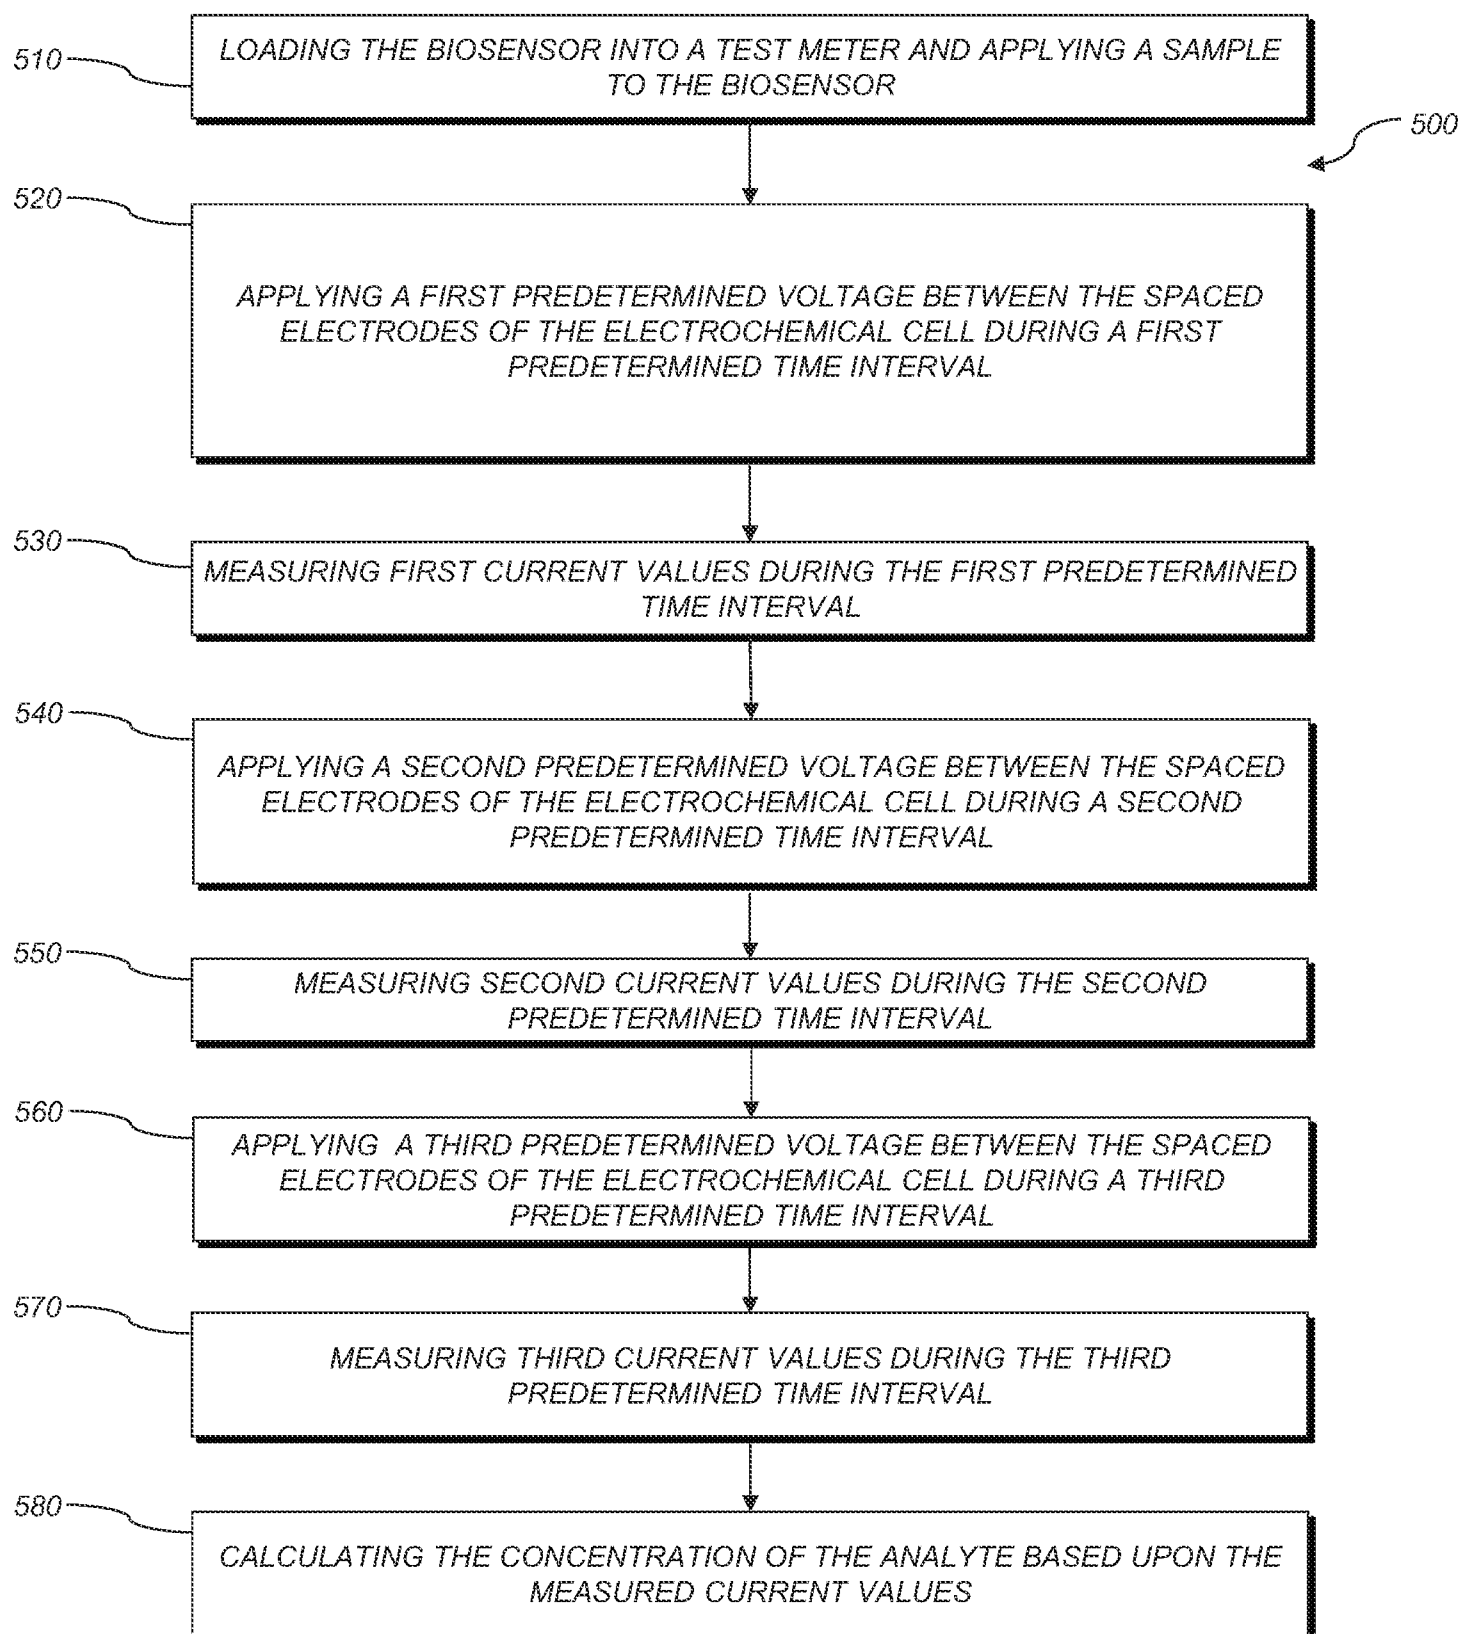 510
LOADING THE BIOSENSOR INTO A TEST METER AND APPLYING A SAMPLE
TO THE BIOSENSOR
500
520
APPLYING A FIRST PREDETERMINED VOLTAGE BETWEEN THE SPACED
ELECTRODES OF THE ELECTROCHEMICAL CELL DURING A FIRST
PREDETERMINED TIME INTERVAL
530
MEASURING FIRST CURRENT VALUES DURING THE FIRST PREDETERMINED
TIME INTERVAL
540
APPLYING A SECOND PREDETERMINED VOLTAGE BETWEEN THE SPACED
ELECTRODES OF THE ELECTROCHEMICAL CELL DURING A SECOND
PREDETERMINED TIME INTERVAL
550
MEASURING SECOND CURRENT VALUES DURING THE SECOND
PREDETERMINED TIME INTERVAL
560
APPLYING A THIRD PREDETERMINED VOLTAGE BETWEEN THE SPACED
ELECTRODES OF THE ELECTROCHEMICAL CELL DURING A THIRD
PREDETERMINED TIME INTERVAL
570
MEASURING THIRD CURRENT VALUES DURING THE THIRD
PREDETERMINED TIME INTERVAL
580
CALCULATING THE CONCENTRATION OF THE ANALYTE BASED UPON THE
MEASURED CURRENT VALUES